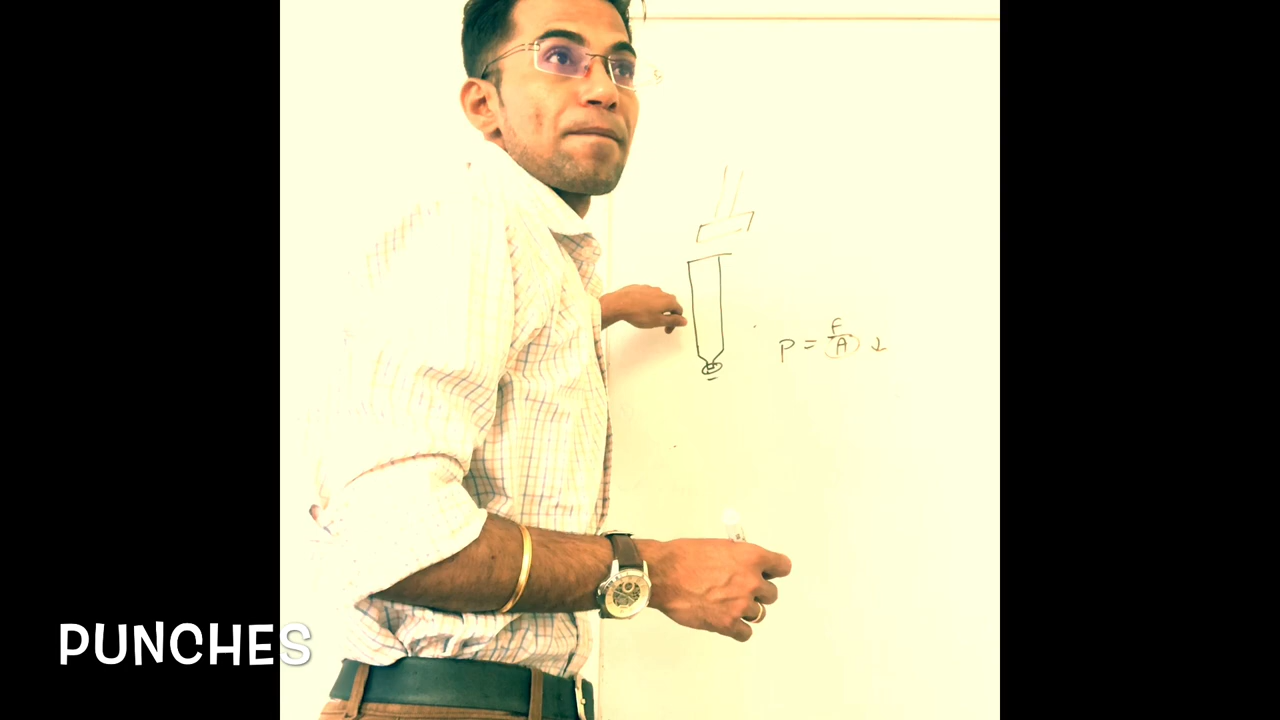 P = F/A ↓
PUNCHES